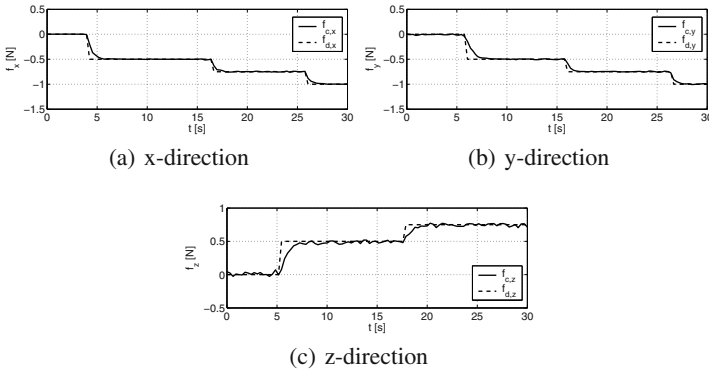 0.5
0
−0.5
−1
−1.5
f_x [N]
0 5 10 15 20 25 30
t [s]
f_c,x
f_d,x
(a) x-direction
0.5
0
−0.5
−1
−1.5
f_y [N]
0 5 10 15 20 25 30
t [s]
f_c,y
f_d,y
(b) y-direction
1
0.5
0
−0.5
f_z [N]
0 5 10 15 20 25 30
t [s]
f_c,z
f_d,z
(c) z-direction